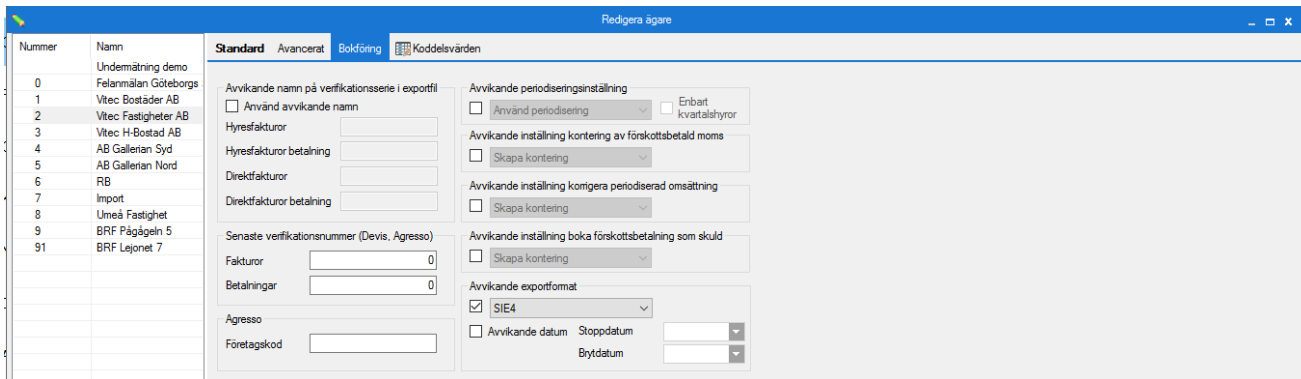 Redigera ägare
Nummer Namn
Undermätning demo
0 Felanmälan Göteborgs
1 Vitec Bostäder AB
2 Vitec Fastigheter AB
3 Vitec H-Bostad AB
4 AB Gallerian Syd
5 AB Gallerian Nord
6 RB
7 Import
8 Umeå Fastighet
9 BRF Pågågeln 5
91 BRF Lejonet 7
Standard Avancerat Bokföring Koddelsvärden
Avvikande namn på verifikationsserie i exportfil
Använd avvikande namn
Hyresfakturor
Hyresfakturor betalning
Direktfakturor
Direktfakturor betalning
Senaste verifikationsnummer (Devis, Agresso)
Fakturor 0
Betalningar 0
Agresso
Företagskod
Avvikande periodiseringsinställning
Använd periodisering
Enbart
kvartalshyror
Avvikande inställning kontering av förskottsbetald moms
Skapa kontering
Avvikande inställning korrigera periodiserad omsättning
Skapa kontering
Avvikande inställning boka förskottsbetalning som skuld
Skapa kontering
Avvikande exportformat
SIE4
Avvikande datum Stoppdatum
Brytdatum